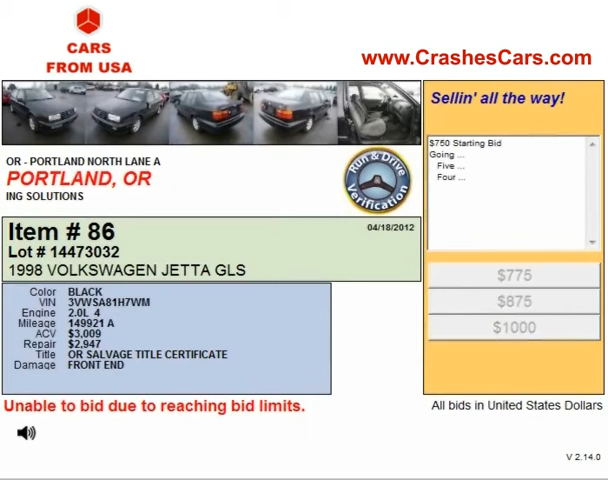 CARS
FROM USA
www.CrashesCars.com
OR - PORTLAND NORTH LANE A
PORTLAND, OR
ING SOLUTIONS
Run & Drive
Verification
Item # 86
04/18/2012
Lot # 14473032
1998 VOLKSWAGEN JETTA GLS
Color BLACK
VIN 3VWSA81H7WM
Engine 2.0L 4
Mileage 149921 A
ACV $3,009
Repair $2,947
Title OR SALVAGE TITLE CERTIFICATE
Damage FRONT END
Unable to bid due to reaching bid limits.
Sellin' all the way!
$750 Starting Bid
Going ...
Five ...
Four ...
$775
$875
$1000
All bids in United States Dollars
V 2.14.0